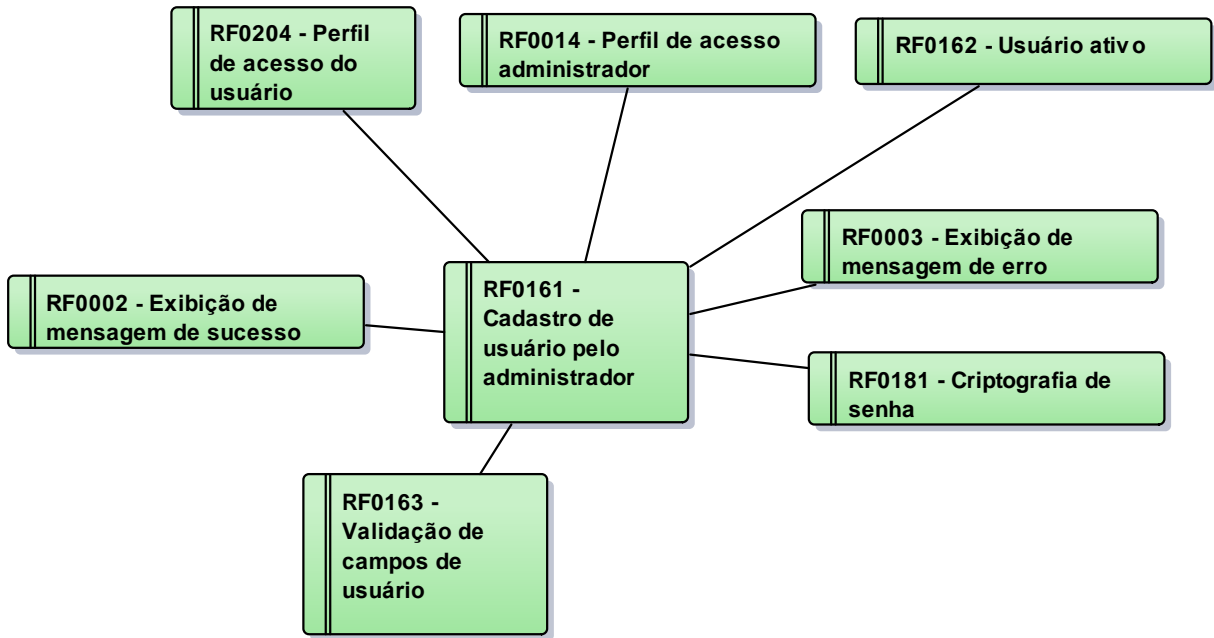 RF0204 - Perfil
de acesso do
usuário
RF0014 - Perfil de acesso
administrador
RF0162 - Usuário ativo
RF0003 - Exibição de
mensagem de erro
RF0002 - Exibição de
mensagem de sucesso
RF0161 -
Cadastro de
usuário pelo
administrador
RF0181 - Criptografia de
senha
RF0163 -
Validação de
campos de
usuário